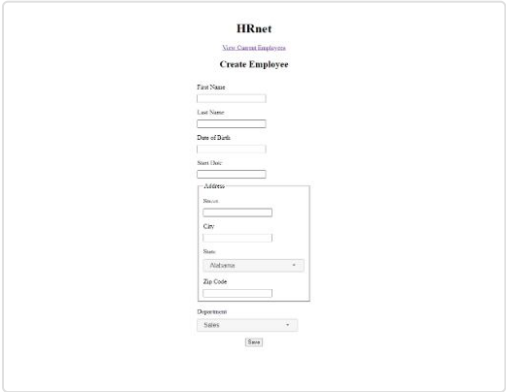 HRnet
View Current Employees
Create Employee
First Name
Last Name
Date of Birth
Start Date
Address
Street
City
State
Alabama
Zip Code
Department
Sales
Save